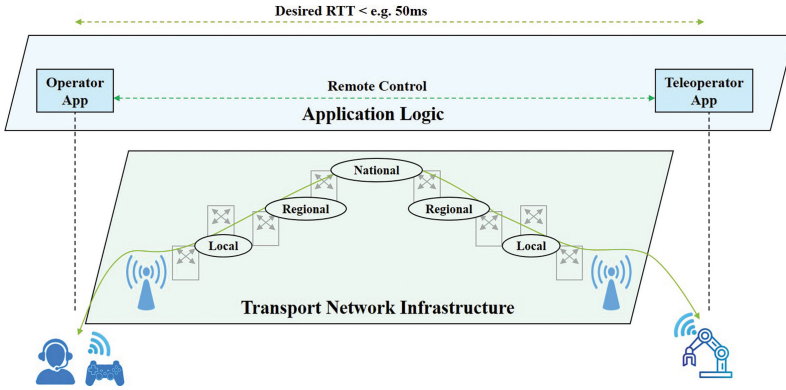 Desired RTT < e.g. 50ms
Operator
App
Remote Control
Teleoperator
App
Application Logic
National
Regional
Regional
Local
Local
Transport Network Infrastructure